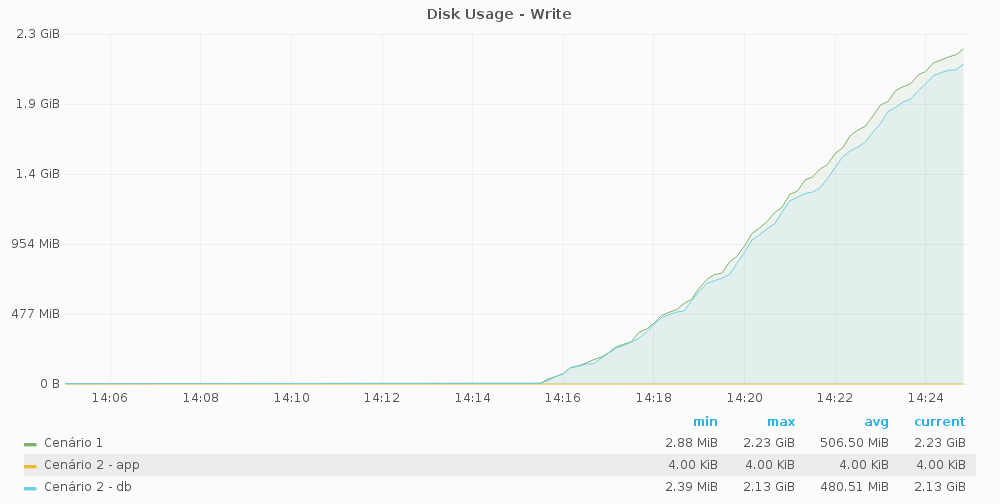 Disk Usage - Write
2.3 GiB
1.9 GiB
1.4 GiB
954 MiB
477 MiB
0 B
14:06 14:08 14:10 14:12 14:14 14:16 14:18 14:20 14:22 14:24
min max avg current
Cenário 1 2.88 MiB 2.23 GiB 506.50 MiB 2.23 GiB
Cenário 2 - app 4.00 KiB 4.00 KiB 4.00 KiB 4.00 KiB
Cenário 2 - db 2.39 MiB 2.13 GiB 480.51 MiB 2.13 GiB